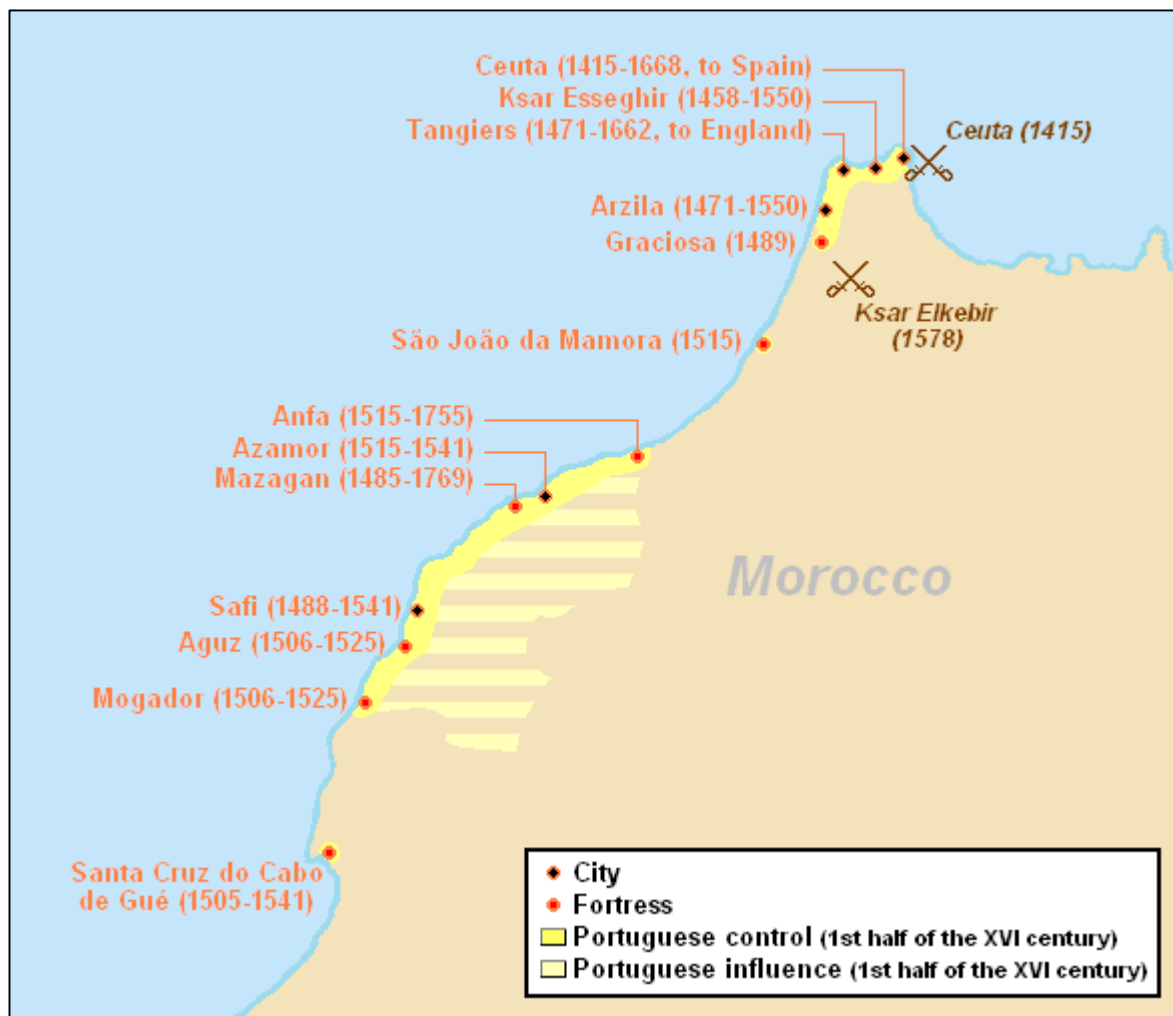 Ceuta (1415-1668, to Spain)
Ksar Esseghir (1458-1550)
Tangiers (1471-1662, to England)
Ceuta (1415)
Arzila (1471-1550)
Graciosa (1489)
Ksar Elkebir
(1578)
São João da Mamora (1515)
Anfa (1515-1755)
Azamor (1515-1541)
Mazagan (1485-1769)
Morocco
Safi (1488-1541)
Aguz (1506-1525)
Mogador (1506-1525)
Santa Cruz do Cabo
de Gué (1505-1541)
City
Fortress
Portuguese control (1st half of the XVI century)
Portuguese influence (1st half of the XVI century)